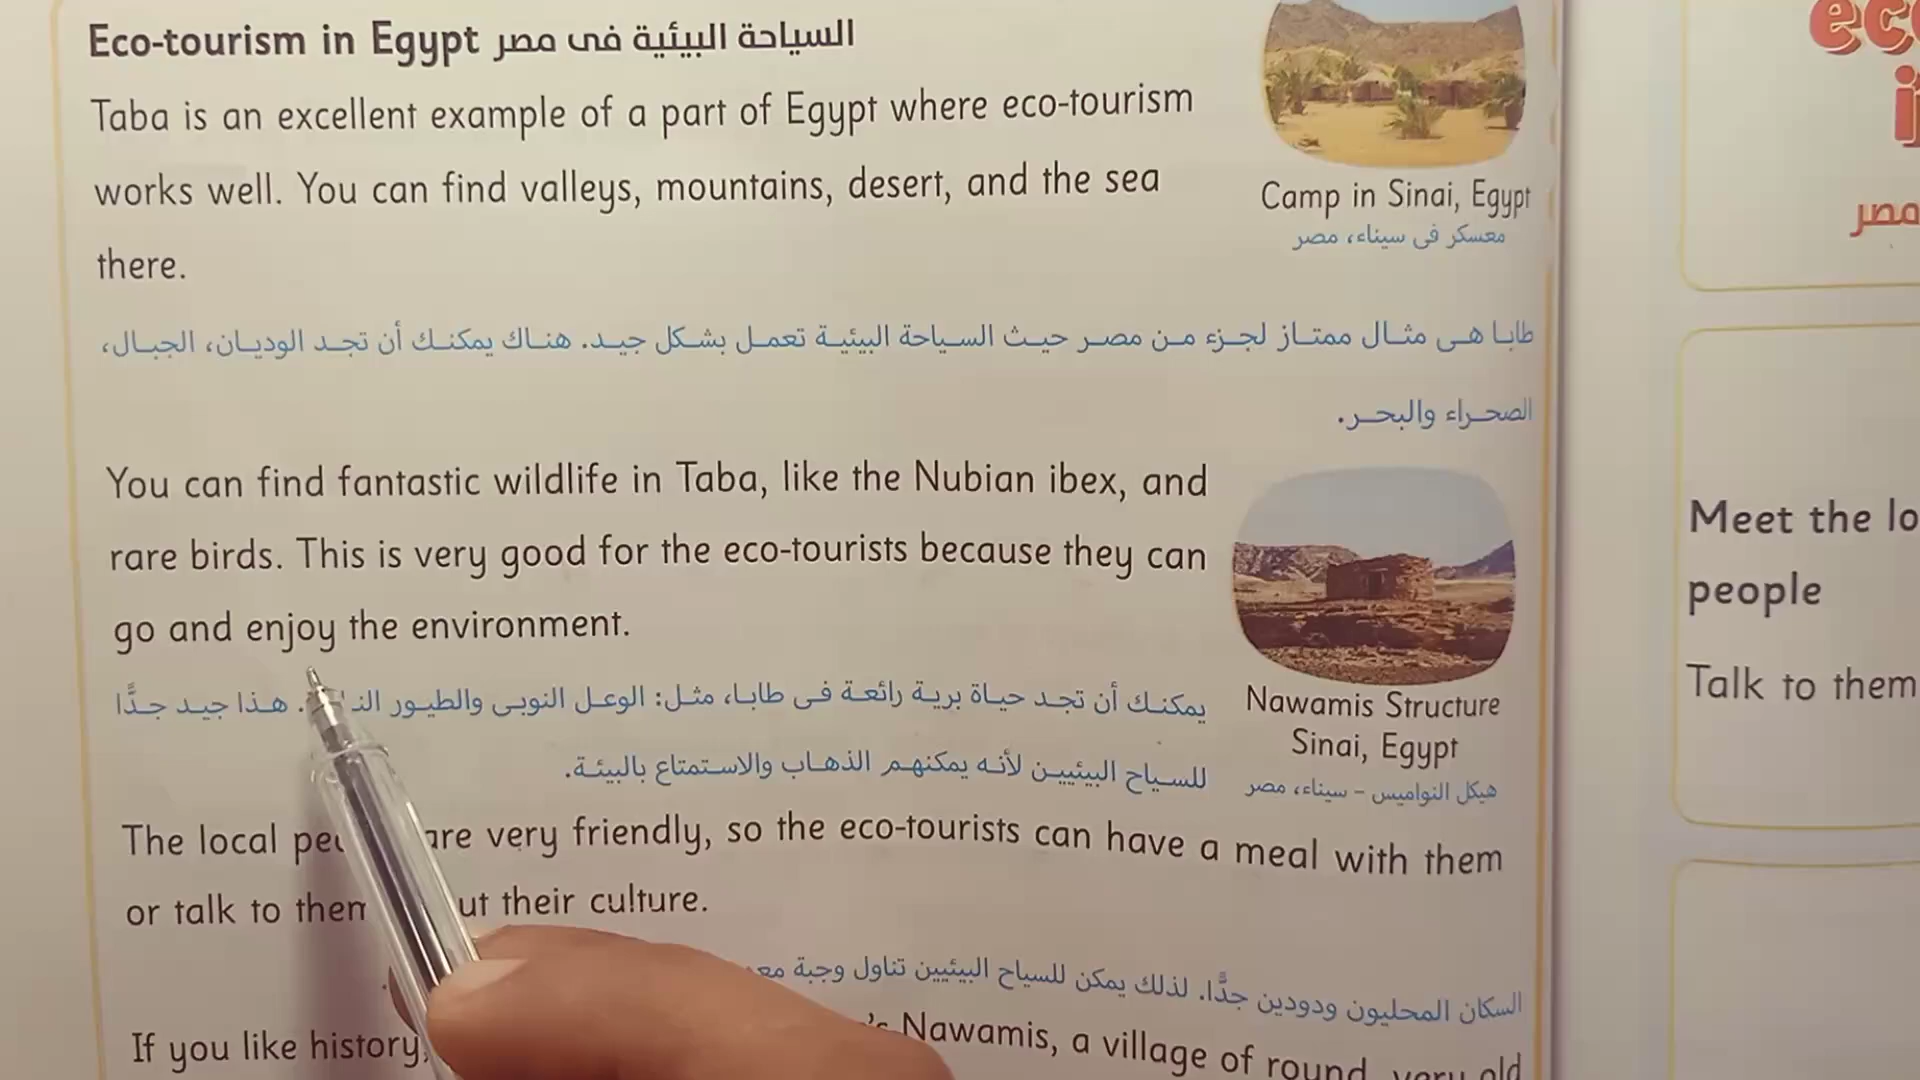 Eco-tourism in Egypt السياحة البيئية فى مصر
Taba is an excellent example of a part of Egypt where eco-tourism
works well. You can find valleys, mountains, desert, and the sea
there.
طابا هى مثال ممتاز لجزء من مصر حيث السياحة البيئية تعمل بشكل جيد. هناك يمكنك أن تجد الوديان، الجبال،
الصحراء والبحر.
Camp in Sinai, Egypt
معسكر فى سيناء، مصر
You can find fantastic wildlife in Taba, like the Nubian ibex, and
rare birds. This is very good for the eco-tourists because they can
go and enjoy the environment.
يمكنك أن تجد حياة برية رائعة فى طابا، مثل: الوعل النوبى والطيور هذا جيد جدًّا
للسياح البيئيين لأنه يمكنهم الذهاب والاستمتاع بالبيئة.
Nawamis Structure
Sinai, Egypt
هيكل النواميس - سيناء، مصر
The local are very friendly, so the eco-tourists can have a meal with them
or talk to their culture.
السكان المحليون ودودين جدًّا. لذلك يمكن للسياح البيئيين تناول وجبة
If you like history, Nawamis, a village of round, very old
مصر
Meet the
people
Talk to them